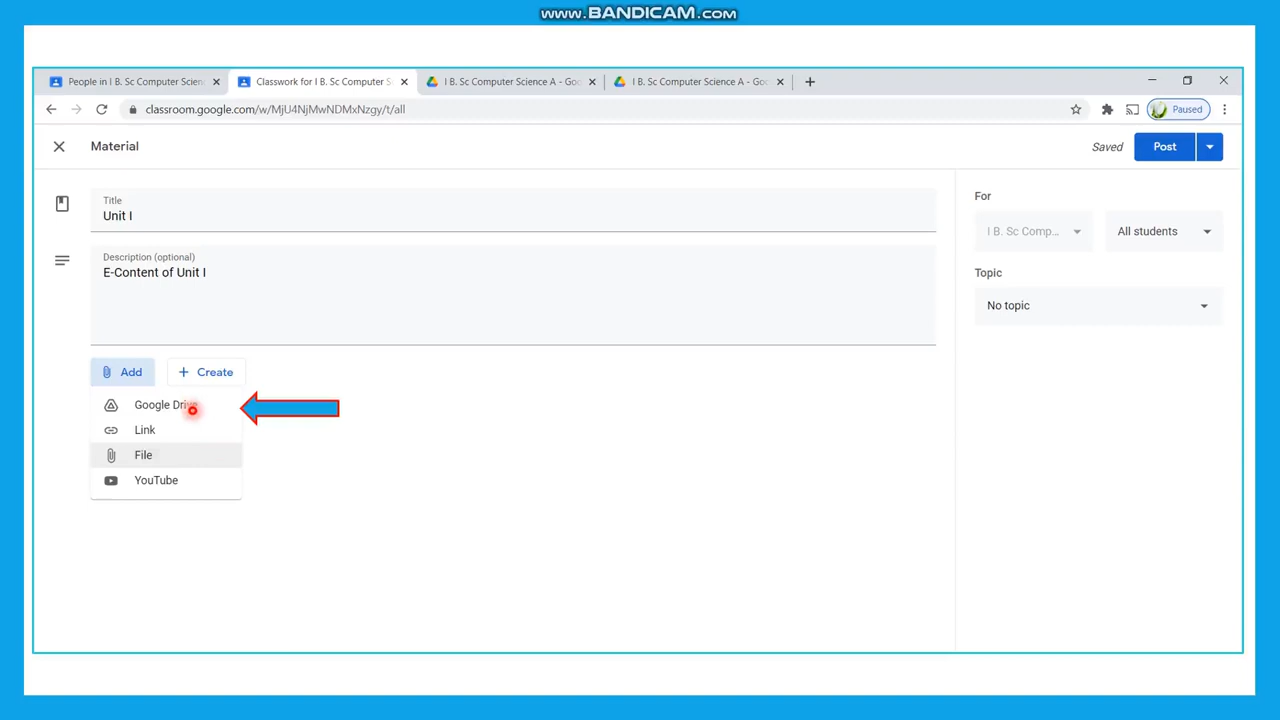 www.BANDICAM.com
People in I B. Sc Computer Scien
Classwork for I B. Sc Computer S
I B. Sc Computer Science A - Goo
I B. Sc Computer Science A - Goo
classroom.google.com/w/MjU4NjMwNDMxNzgy/t/all
Paused
Material
Saved
Post
Title
Unit I
Description (optional)
E-Content of Unit I
For
I B. Sc Comp...
All students
Topic
No topic
Add
Create
Google Drive
Link
File
YouTube